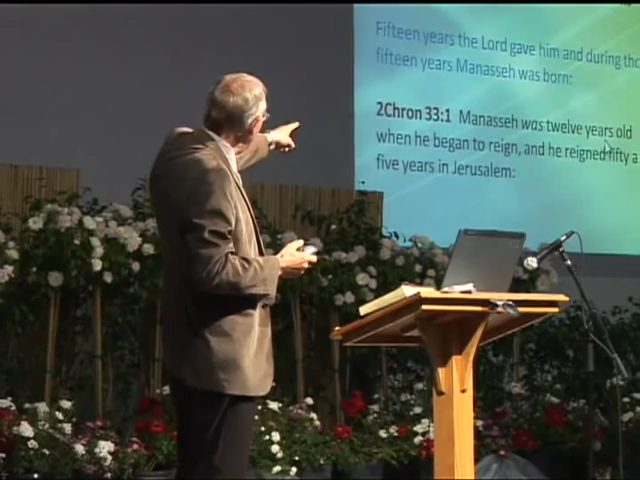 Fifteen years the Lord gave him and during tho
fifteen years Manasseh was born:
2Chron 33:1 Manasseh was twelve years old
when he began to reign, and he reigned fifty a
five years in Jerusalem: